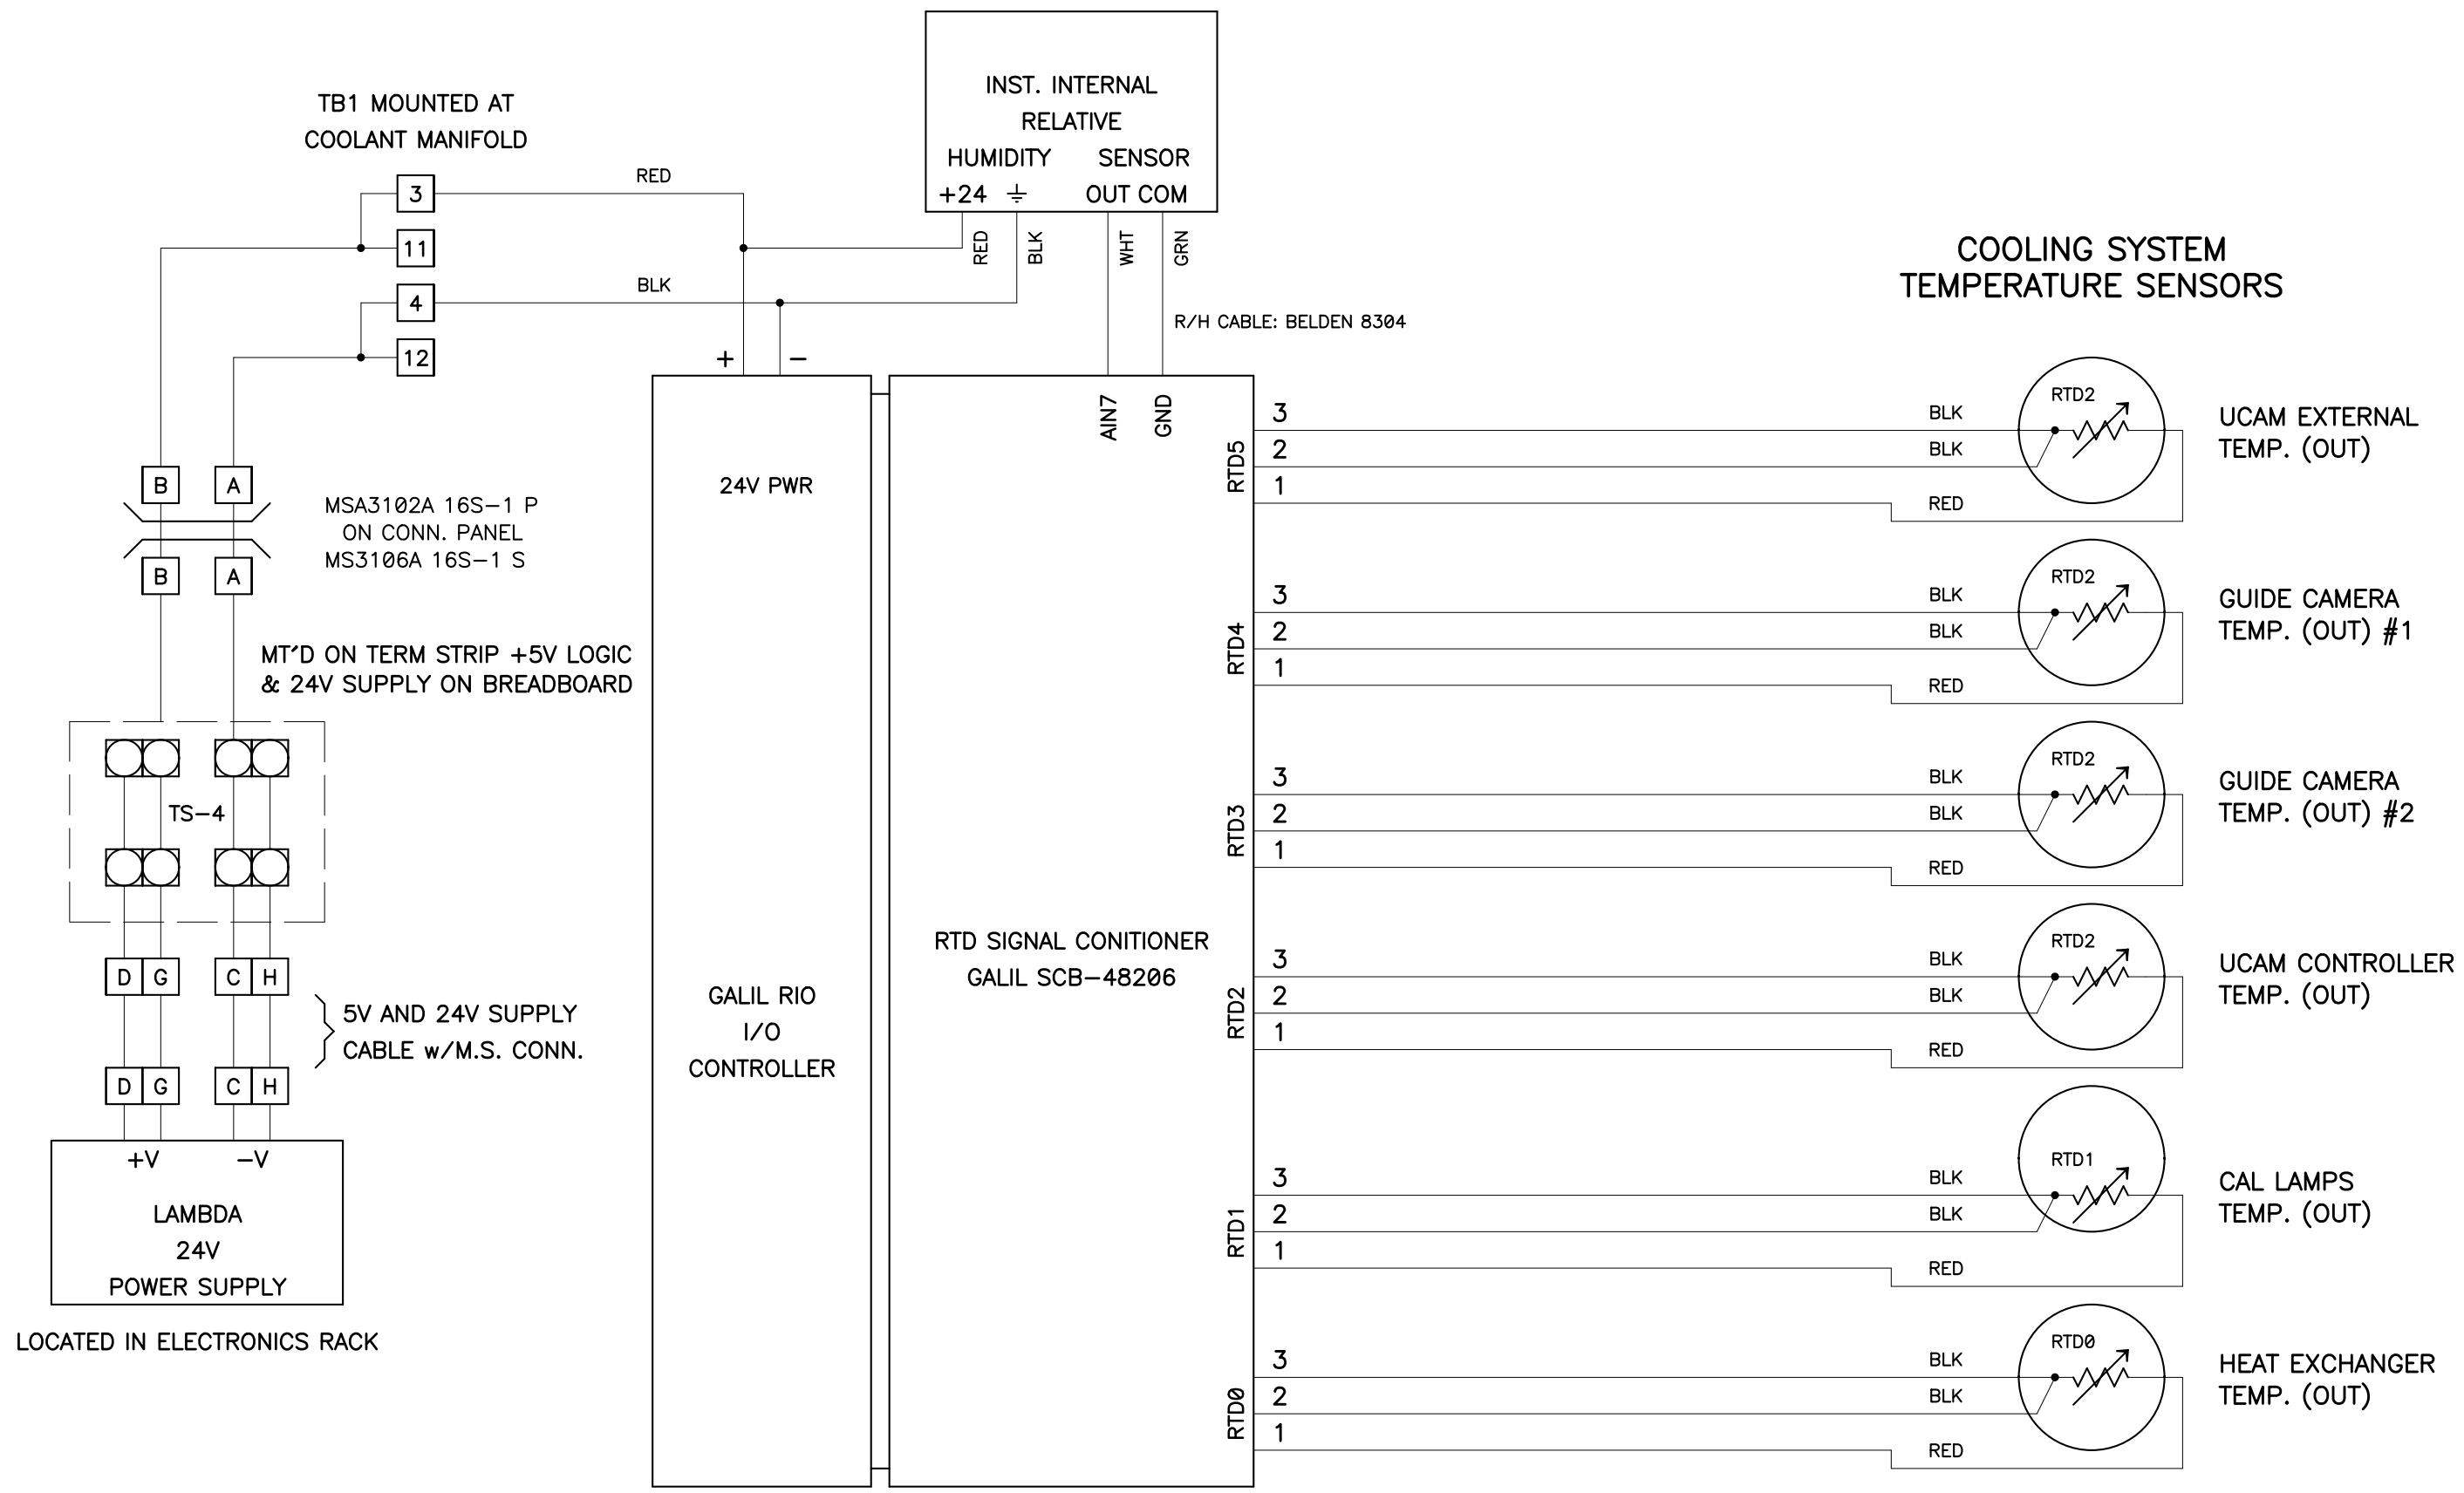 TB1 MOUNTED AT
COOLANT MANIFOLD
3
11
4
12
RED
BLK
INST. INTERNAL
RELATIVE
HUMIDITY SENSOR
+24 OUT COM
RED
BLK
WHT
GRN
R/H CABLE: BELDEN 8304
+ −
B A
MSA3102A 16S−1 P
ON CONN. PANEL
MS3106A 16S−1 S
B A
MT'D ON TERM STRIP +5V LOGIC
& 24V SUPPLY ON BREADBOARD
TS−4
D G C H
5V AND 24V SUPPLY
CABLE w/M.S. CONN.
D G C H
+V −V
LAMBDA
24V
POWER SUPPLY
LOCATED IN ELECTRONICS RACK
24V PWR
GALIL RIO
I/O
CONTROLLER
AIN7
GND
RTD SIGNAL CONITIONER
GALIL SCB−48206
COOLING SYSTEM
TEMPERATURE SENSORS
RTD5
3
2
1
BLK
BLK
RED
RTD2
UCAM EXTERNAL
TEMP. (OUT)
RTD4
3
2
1
BLK
BLK
RED
RTD2
GUIDE CAMERA
TEMP. (OUT) #1
RTD3
3
2
1
BLK
BLK
RED
RTD2
GUIDE CAMERA
TEMP. (OUT) #2
RTD2
3
2
1
BLK
BLK
RED
RTD2
UCAM CONTROLLER
TEMP. (OUT)
RTD1
3
2
1
BLK
BLK
RED
RTD1
CAL LAMPS
TEMP. (OUT)
RTD0
3
2
1
BLK
BLK
RED
RTD0
HEAT EXCHANGER
TEMP. (OUT)